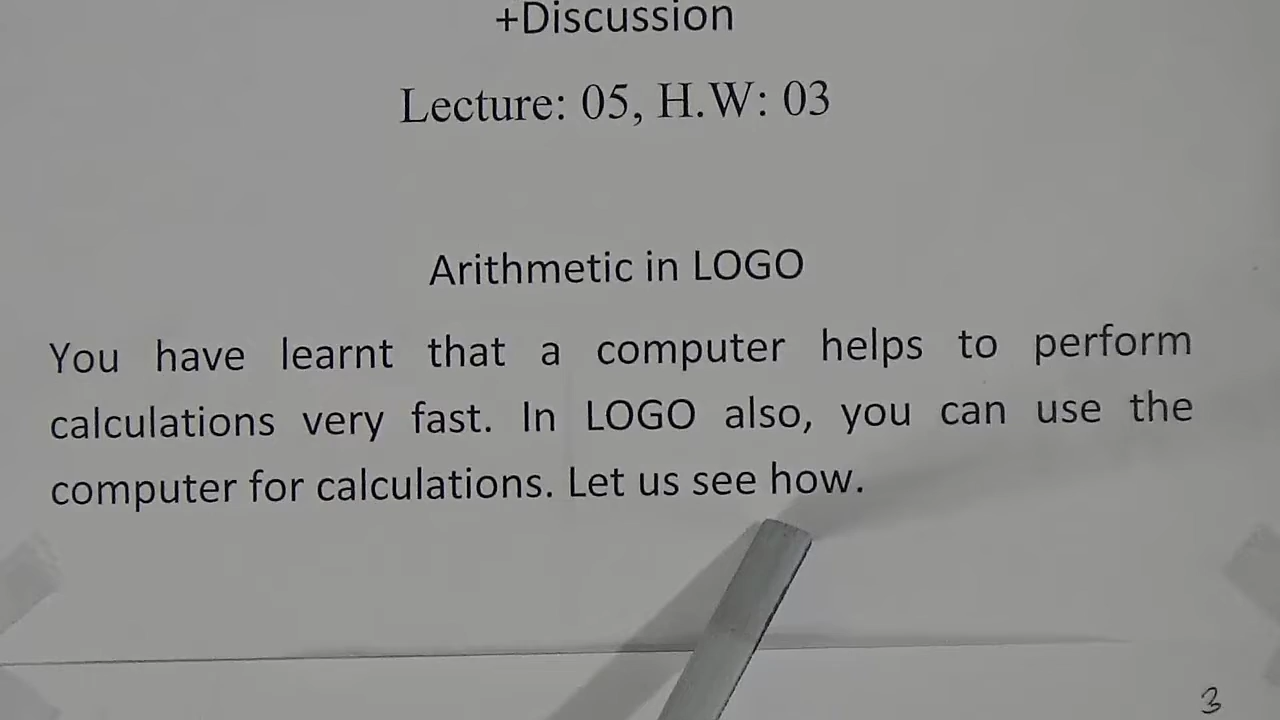 +Discussion
Lecture: 05, H.W: 03
Arithmetic in LOGO
You have learnt that a computer helps to perform
calculations very fast. In LOGO also, you can use the
computer for calculations. Let us see how.
3